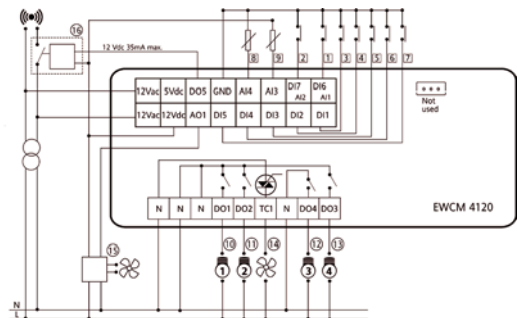 16
12 Vdc 35mA max.
8 9 2 1 3 4 5 6 7
12Vac 5Vdc DO5 GND AI4 AI3 DI7 AI2 DI6 AI1
12Vac 12Vdc AO1 DI5 DI4 DI3 DI2 DI1
Not
used
N N N DO1 DO2 TC1 N DO4 DO3
EWCM 4120
10 11 14 12 13
15
1 2 3 4
N
L